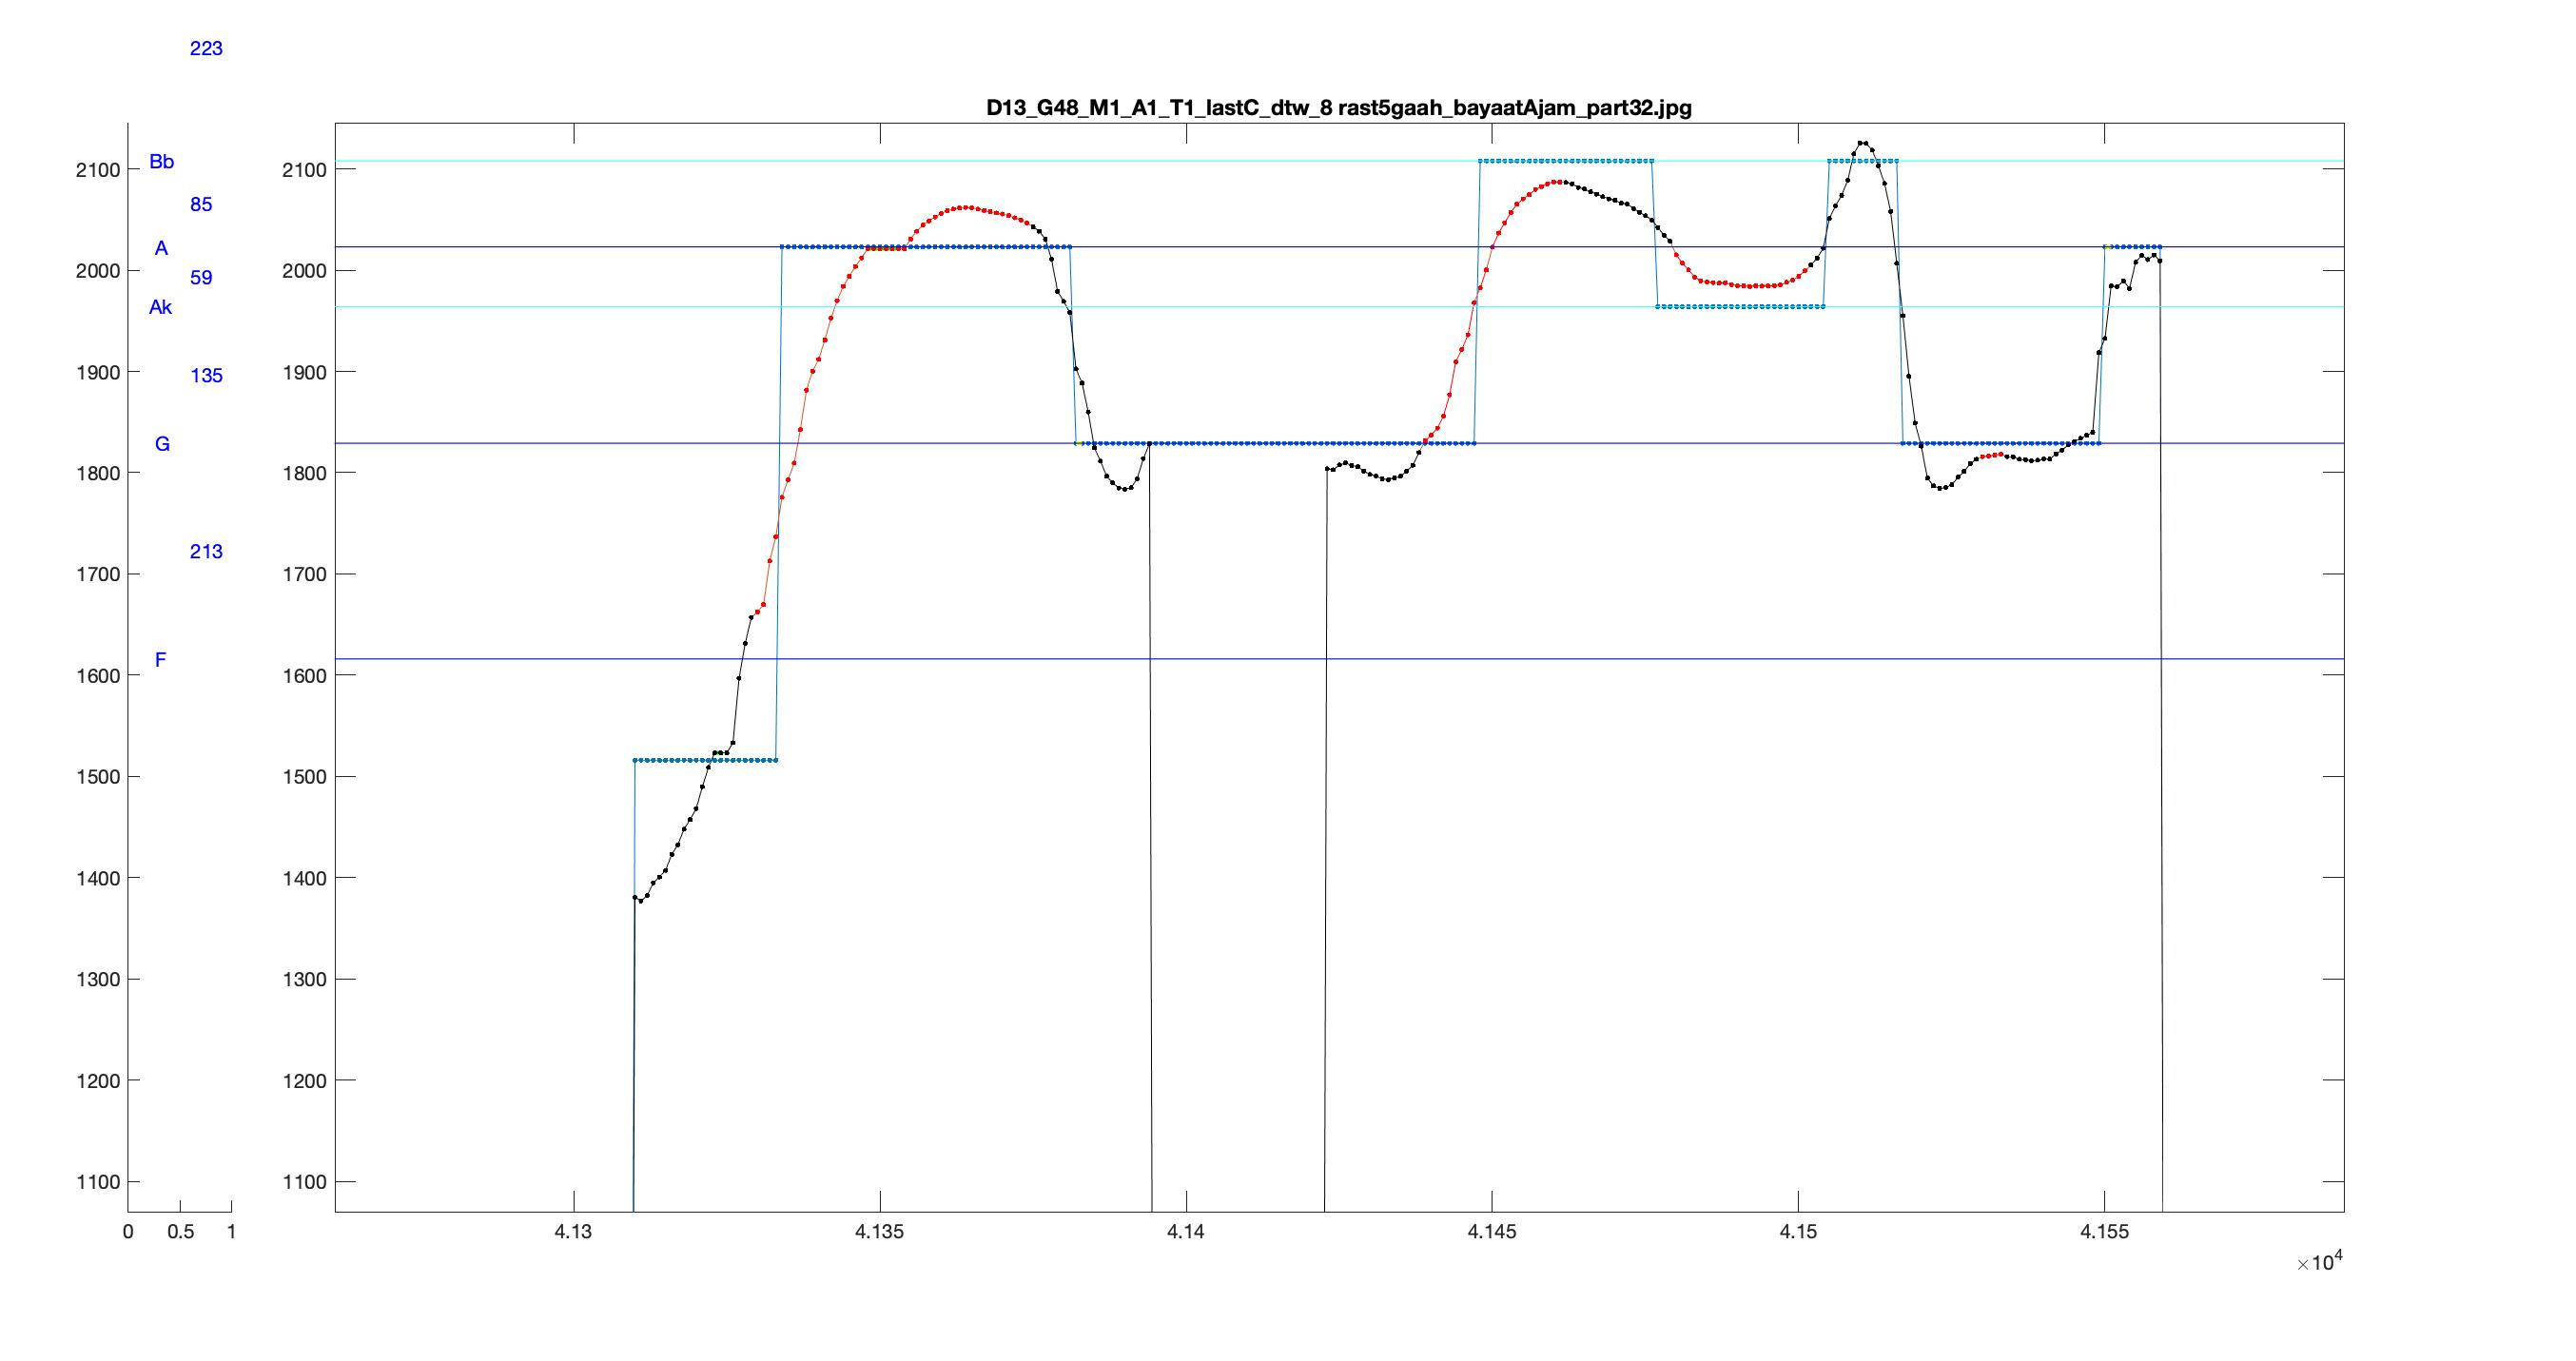 223
D13_G48_M1_A1_T1_lastC_dtw_8 rast5gaah_bayaatAjam_part32.jpg
2100 Bb 2100
85
A
2000 59 2000
Ak
1900 135 1900
G
1800 1800
213
1700 1700
F
1600 1600
1500 1500
1400 1400
1300 1300
1200 1200
1100 1100
0 0.5 1 4.13 4.135 4.14 4.145 4.15 4.155
×10^4